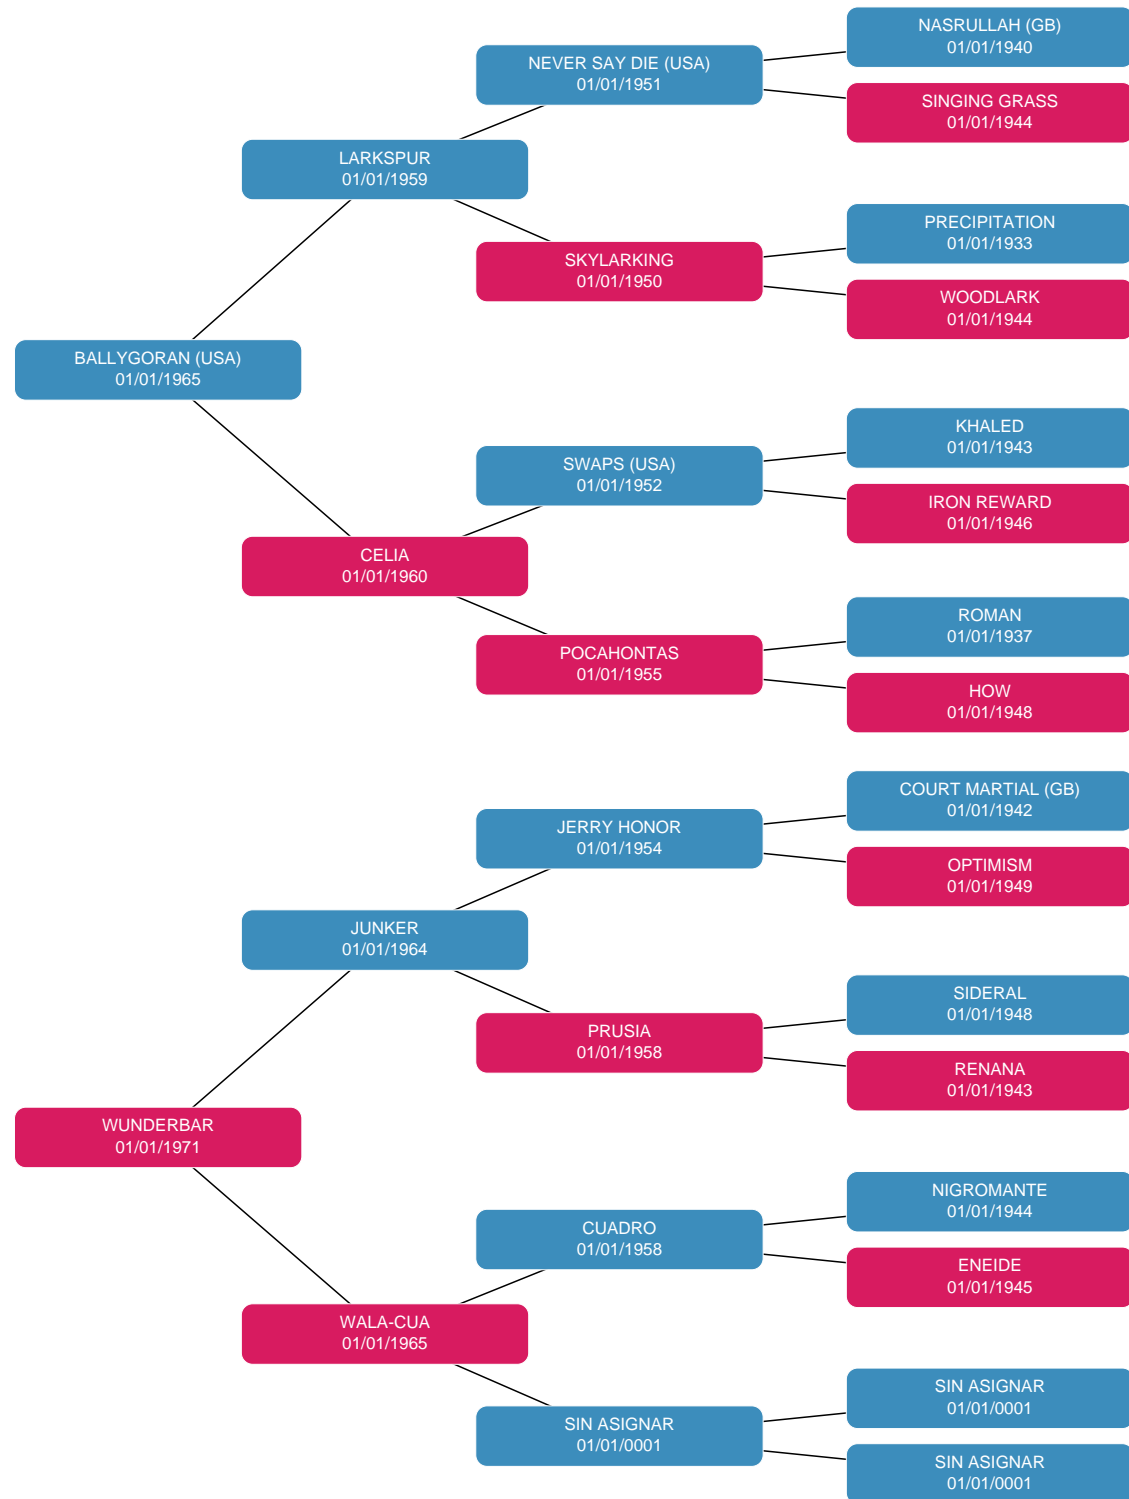 NASRULLAH (GB)
01/01/1940
NEVER SAY DIE (USA)
01/01/1951
SINGING GRASS
01/01/1944
LARKSPUR
01/01/1959
PRECIPITATION
01/01/1933
SKYLARKING
01/01/1950
WOODLARK
01/01/1944
BALLYGORAN (USA)
01/01/1965
KHALED
01/01/1943
SWAPS (USA)
01/01/1952
IRON REWARD
01/01/1946
CELIA
01/01/1960
ROMAN
01/01/1937
POCAHONTAS
01/01/1955
HOW
01/01/1948
COURT MARTIAL (GB)
01/01/1942
JERRY HONOR
01/01/1954
OPTIMISM
01/01/1949
JUNKER
01/01/1964
SIDERAL
01/01/1948
PRUSIA
01/01/1958
RENANA
01/01/1943
WUNDERBAR
01/01/1971
NIGROMANTE
01/01/1944
CUADRO
01/01/1958
ENEIDE
01/01/1945
WALA-CUA
01/01/1965
SIN ASIGNAR
01/01/0001
SIN ASIGNAR
01/01/0001
SIN ASIGNAR
01/01/0001